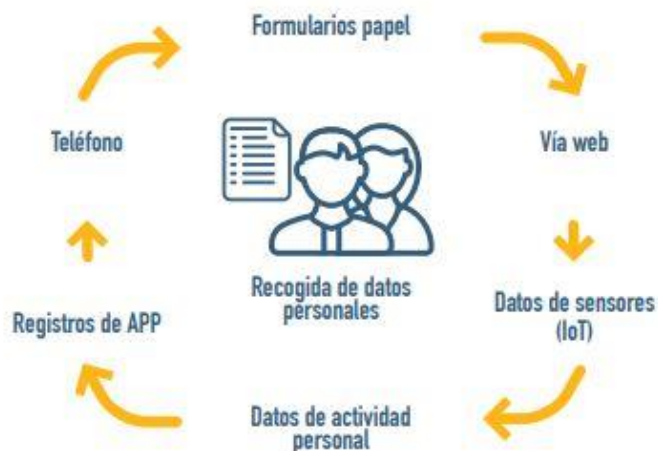 Formularios papel
Teléfono
Vía web
Recogida de datos
personales
Registros de APP
Datos de sensores
(IoT)
Datos de actividad
personal